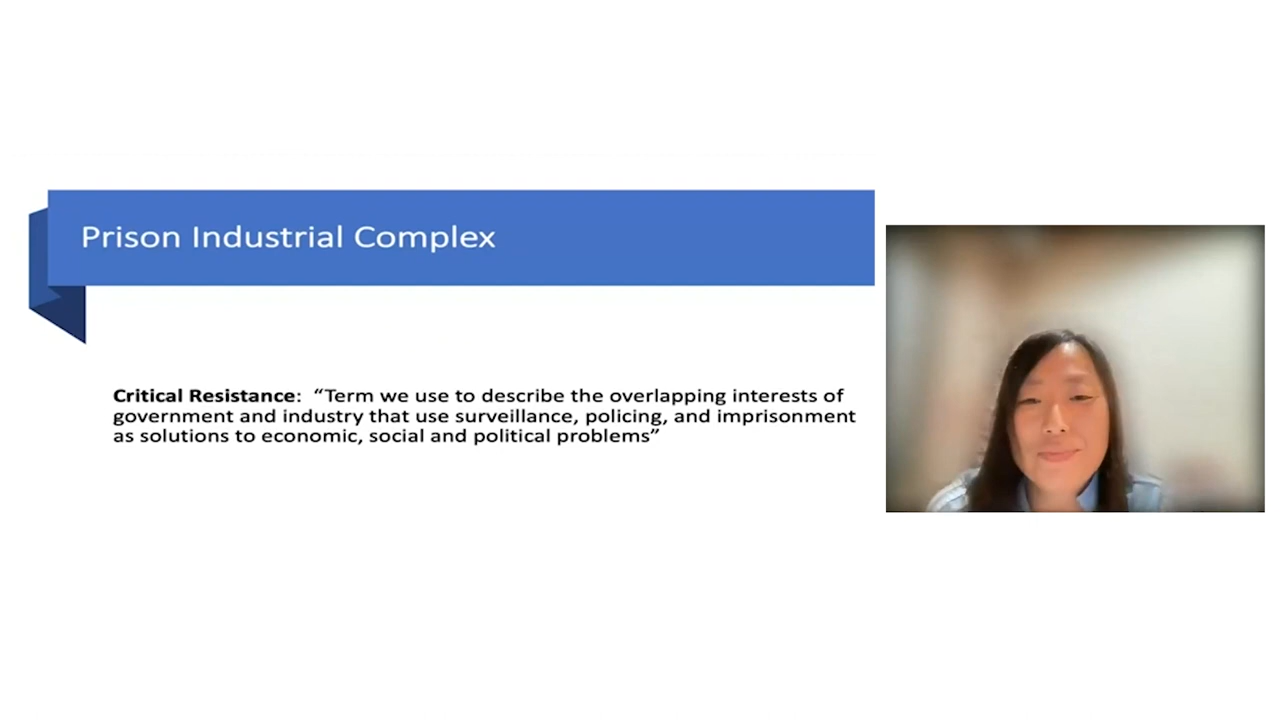 Prison Industrial Complex
Critical Resistance:  “Term we use to describe the overlapping interests of
government and industry that use surveillance, policing, and imprisonment
as solutions to economic, social and political problems”